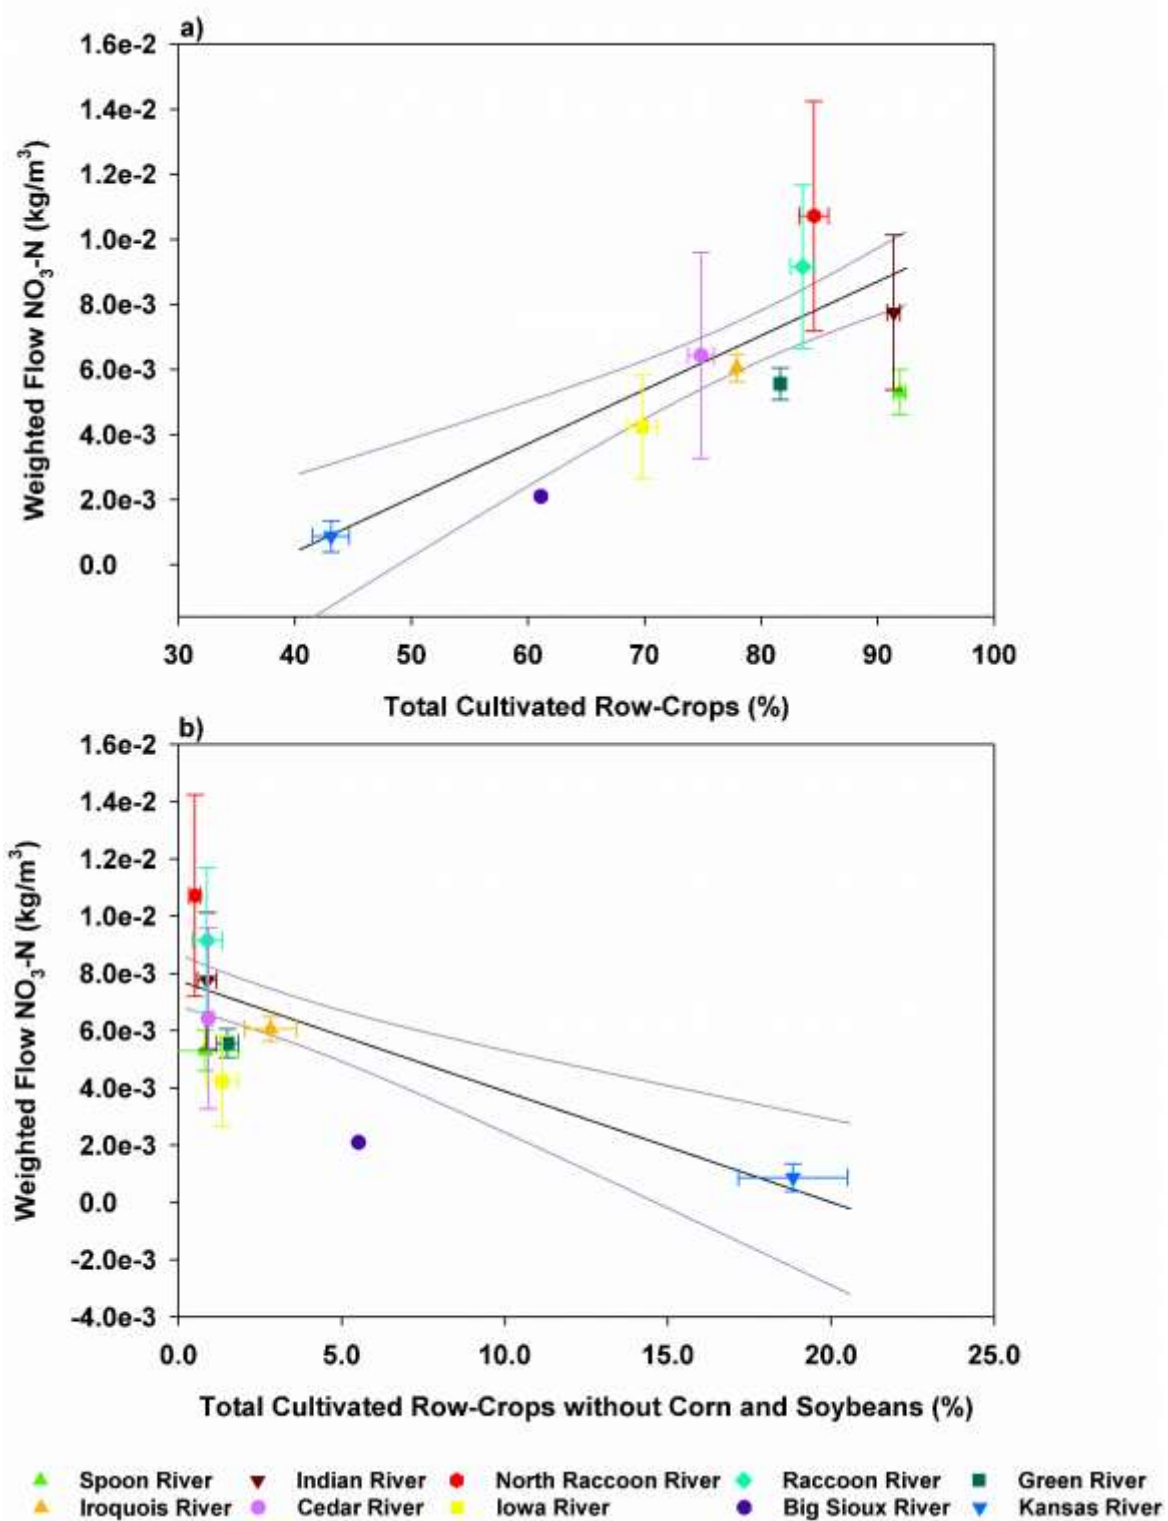 a)
1.6e-2
1.4e-2
1.2e-2
1.0e-2
8.0e-3
6.0e-3
4.0e-3
2.0e-3
0.0
Weighted Flow NO3-N (kg/m3)
30 40 50 60 70 80 90 100
Total Cultivated Row-Crops (%)
b)
1.6e-2
1.4e-2
1.2e-2
1.0e-2
8.0e-3
6.0e-3
4.0e-3
2.0e-3
0.0
-2.0e-3
-4.0e-3
Weighted Flow NO3-N (kg/m3)
0.0 5.0 10.0 15.0 20.0 25.0
Total Cultivated Row-Crops without Corn and Soybeans (%)
Spoon River Indian River North Raccoon River Raccoon River Green River
Iroquois River Cedar River Iowa River Big Sioux River Kansas River